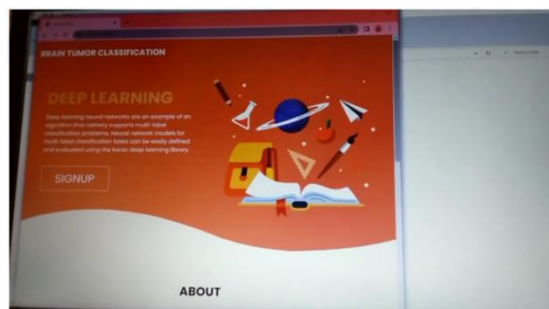 BRAIN TUMOR CLASSIFICATION
DEEP LEARNING
Deep learning neural networks are an example of an
algorithm that natively supports multi-label
classification problems. Neural network models for
multi-label classification tasks can be easily defined
and evaluated using the Keras deep learning library.
SIGNUP
ABOUT